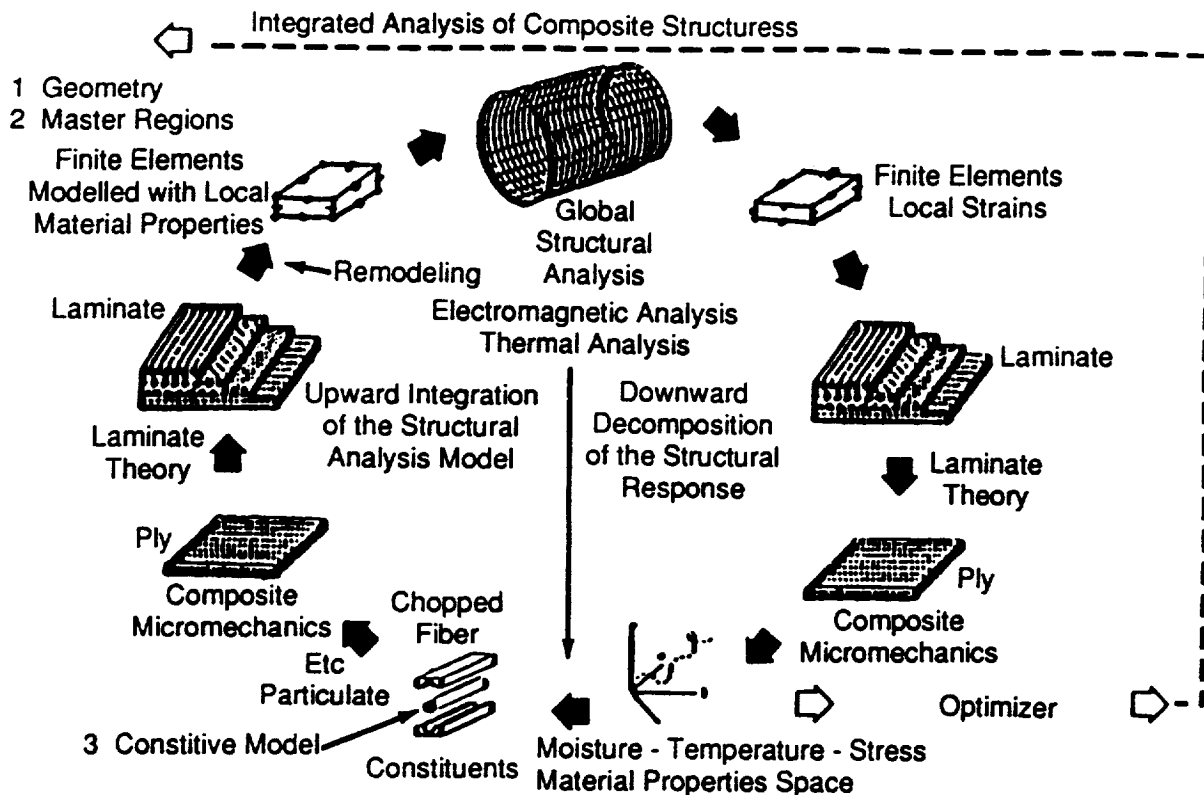 Integrated Analysis of Composite Structuress
1 Geometry
2 Master Regions
Finite Elements
Modelled with Local
Material Properties
Global
Structural
Analysis
Finite Elements
Local Strains
Remodeling
Laminate
Electromagnetic Analysis
Thermal Analysis
Laminate
Upward Integration
of the Structural
Analysis Model
Downward
Decomposition
of the Structural
Response
Laminate
Theory
Laminate
Theory
Ply
Composite
Micromechanics
Ply
Composite
Micromechanics
Chopped
Fiber
Etc
Particulate
3 Constitive Model
Constituents
Moisture - Temperature - Stress
Material Properties Space
Optimizer